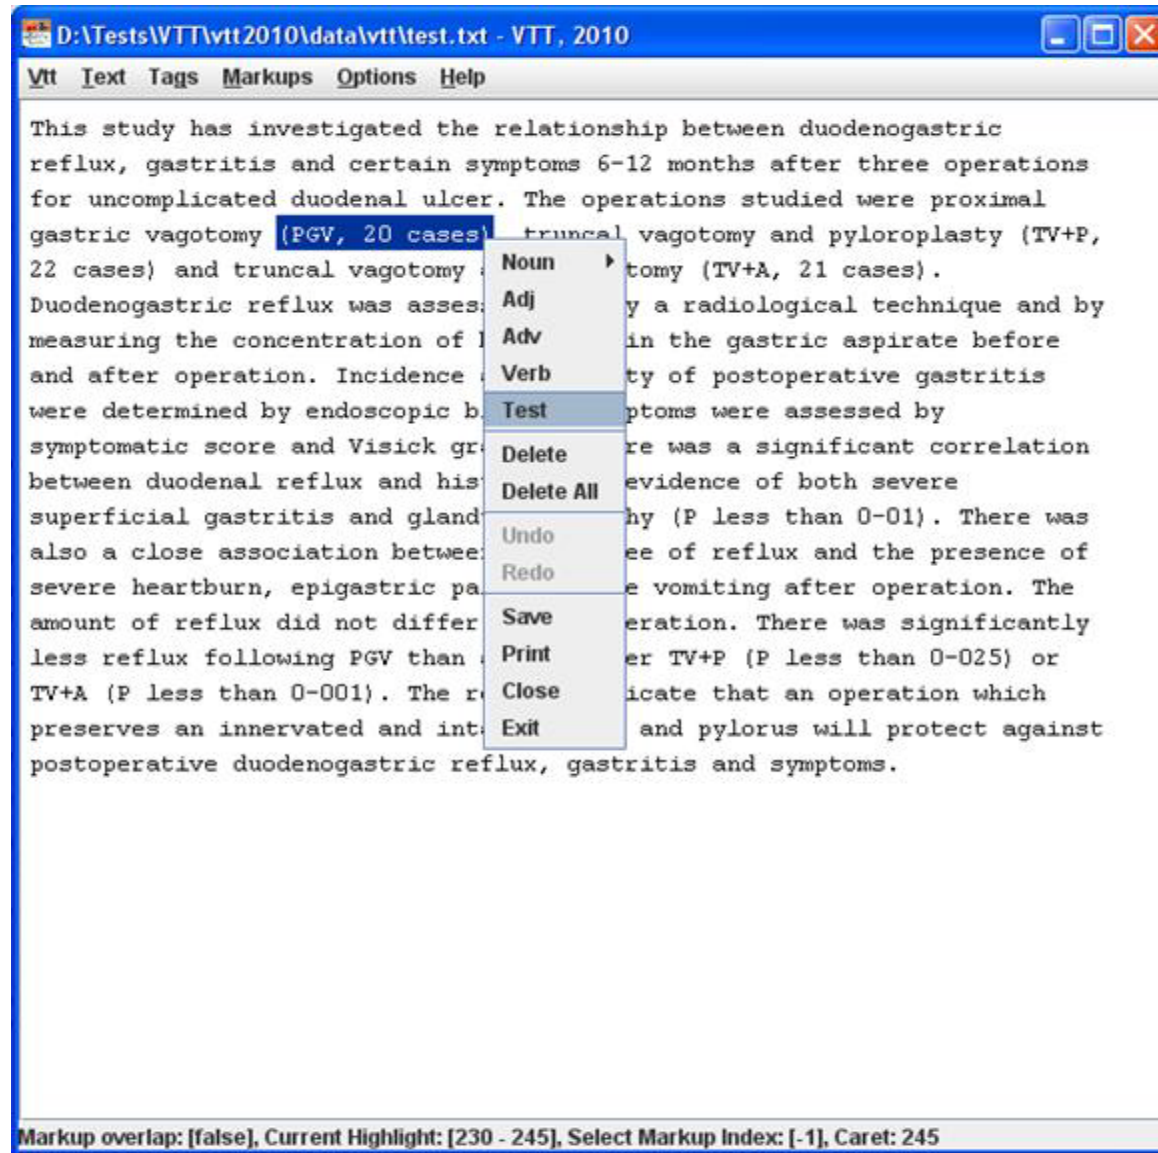 D:\Tests\VTT\vtt2010\data\vtt\test.txt - VTT, 2010
Vtt Text Tags Markups Options Help
This study has investigated the relationship between duodenogastric
reflux, gastritis and certain symptoms 6-12 months after three operations
for uncomplicated duodenal ulcer. The operations studied were proximal
gastric vagotomy (PGV, 20 cases), truncal vagotomy and pyloroplasty (TV+P,
22 cases) and truncal vagotomy tomy (TV+A, 21 cases).
Duodenogastric reflux was asses y a radiological technique and by
measuring the concentration of in the gastric aspirate before
and after operation. Incidence ty of postoperative gastritis
were determined by endoscopic b ptoms were assessed by
symptomatic score and Visick gr re was a significant correlation
between duodenal reflux and his evidence of both severe
superficial gastritis and gland hy (P less than 0-01). There was
also a close association betwee ee of reflux and the presence of
severe heartburn, epigastric pa e vomiting after operation. The
amount of reflux did not differ eration. There was significantly
less reflux following PGV than er TV+P (P less than 0-025) or
TV+A (P less than 0-001). The r icate that an operation which
preserves an innervated and int and pylorus will protect against
postoperative duodenogastric reflux, gastritis and symptoms.
Noun
Adj
Adv
Verb
Test
Delete
Delete All
Undo
Redo
Save
Print
Close
Exit
Markup overlap: [false], Current Highlight: [230 - 245], Select Markup Index: [-1], Caret: 245